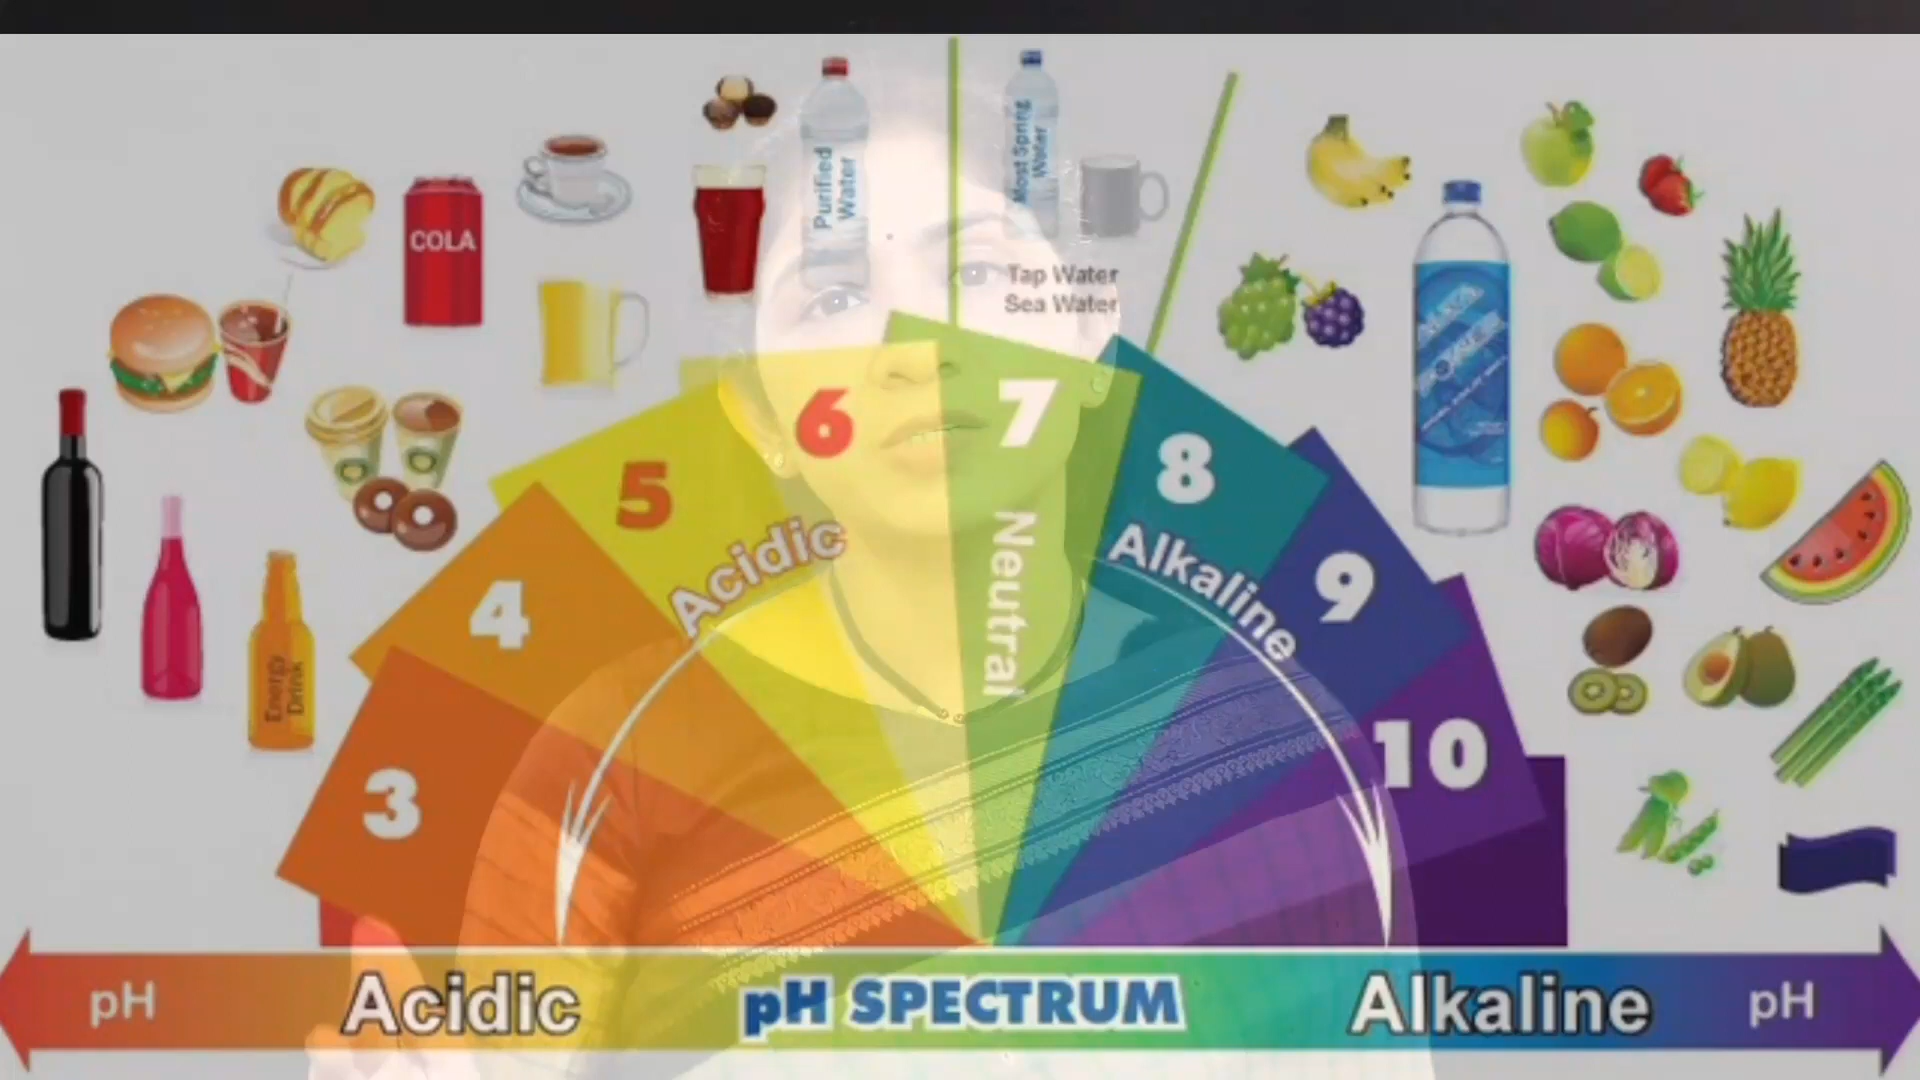 Purified
Water
Most Spring
Water
COLA
Tap Water
Sea Water
Energy
Drink
3
4
5
6
7
8
9
10
Acidic
Neutral
Alkaline
pH
Acidic
pH SPECTRUM
Alkaline
pH